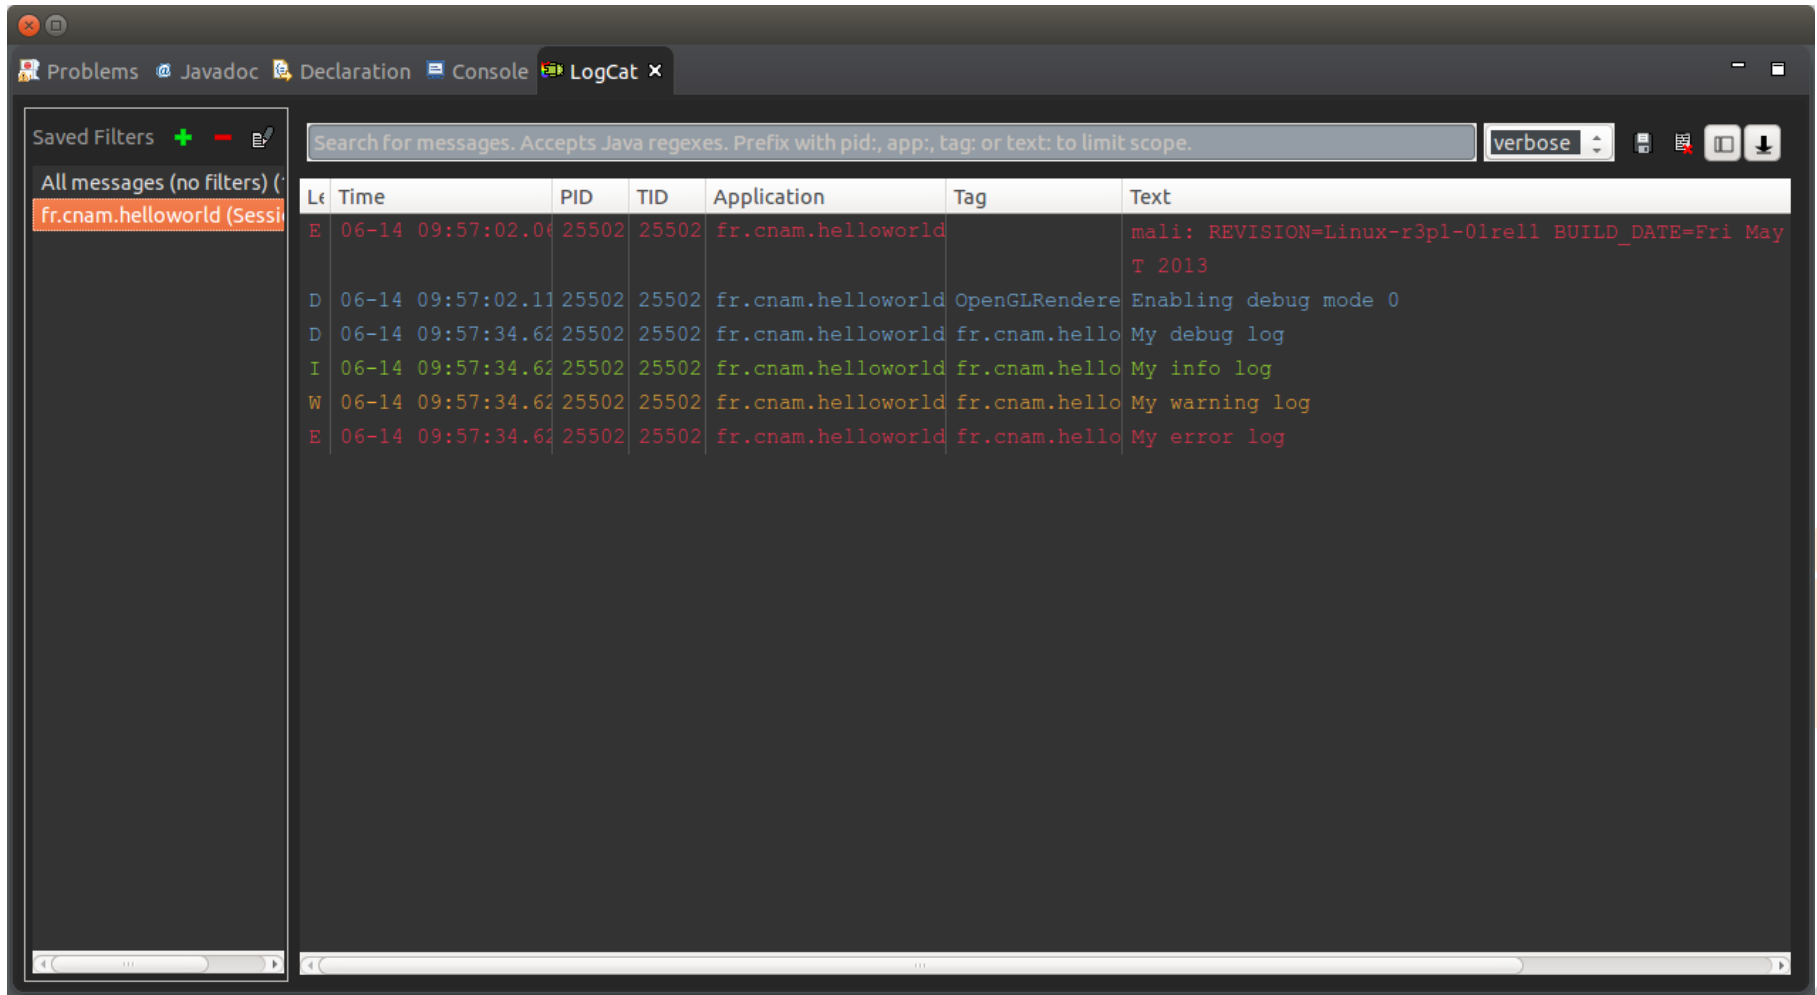 Problems @ Javadoc Declaration Console LogCat
Saved Filters
Search for messages. Accepts Java regexes. Prefix with pid:, app:, tag: or text: to limit scope. verbose
All messages (no filters) (
fr.cnam.helloworld (Sessi
Le Time PID TID Application Tag Text
E 06-14 09:57:02.06 25502 25502 fr.cnam.helloworld mali: REVISION=Linux-r3p1-01rel1 BUILD_DATE=Fri May
T 2013
D 06-14 09:57:02.11 25502 25502 fr.cnam.helloworld OpenGLRendere Enabling debug mode 0
D 06-14 09:57:34.62 25502 25502 fr.cnam.helloworld fr.cnam.hello My debug log
I 06-14 09:57:34.62 25502 25502 fr.cnam.helloworld fr.cnam.hello My info log
W 06-14 09:57:34.62 25502 25502 fr.cnam.helloworld fr.cnam.hello My warning log
E 06-14 09:57:34.62 25502 25502 fr.cnam.helloworld fr.cnam.hello My error log